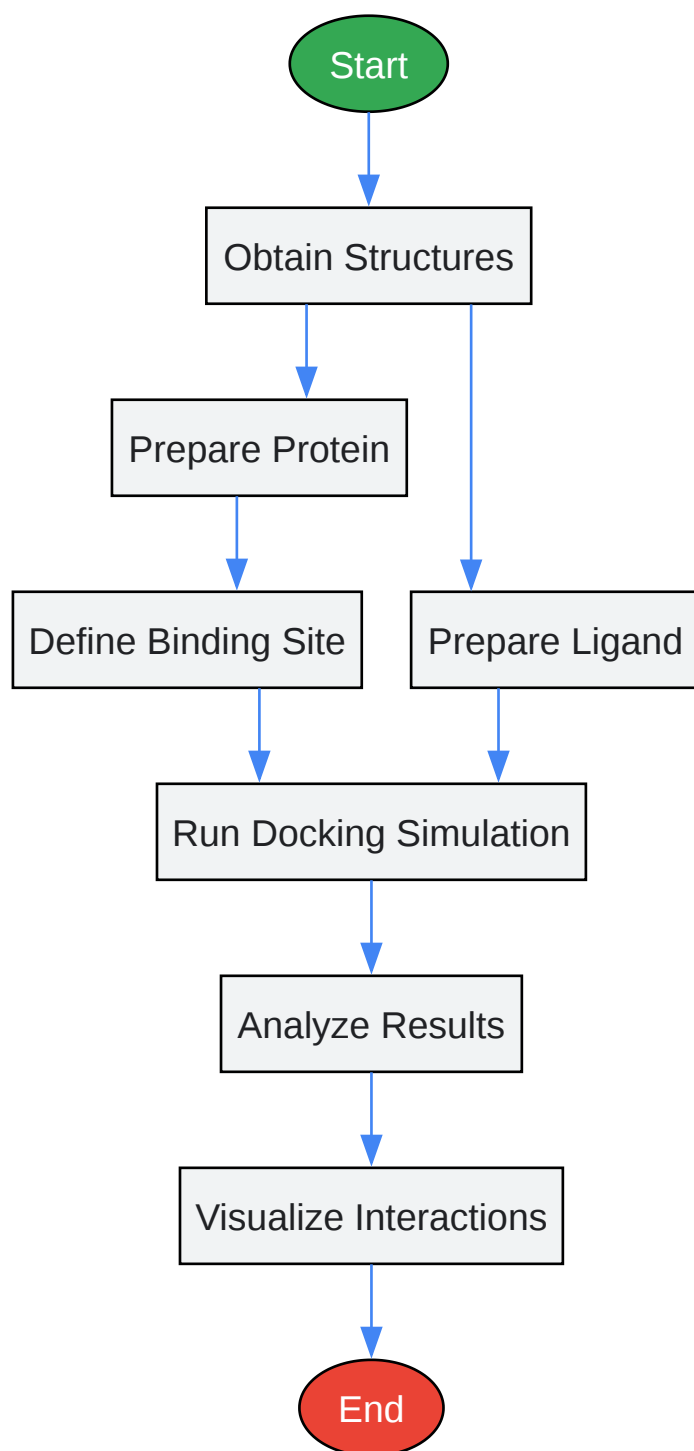 Start
Obtain Structures
Prepare Protein
Define Binding Site
Prepare Ligand
Run Docking Simulation
Analyze Results
Visualize Interactions
End